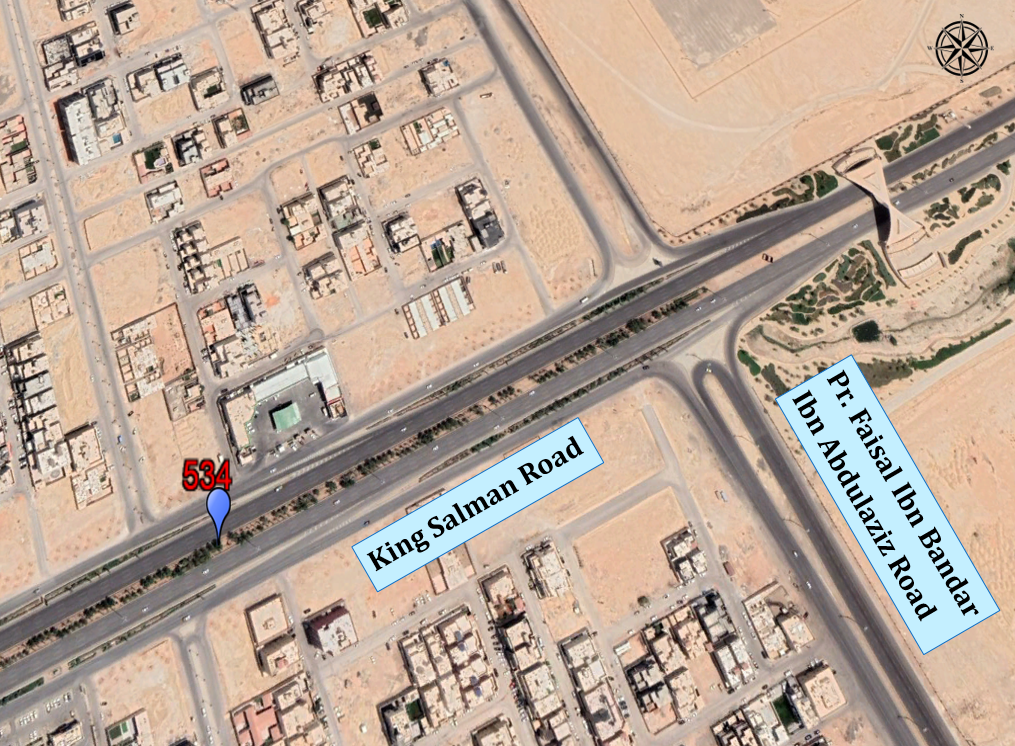 N
W
E
S
534
King Salman Road
Pr. Faisal Ibn Bandar
Ibn Abdulaziz Road